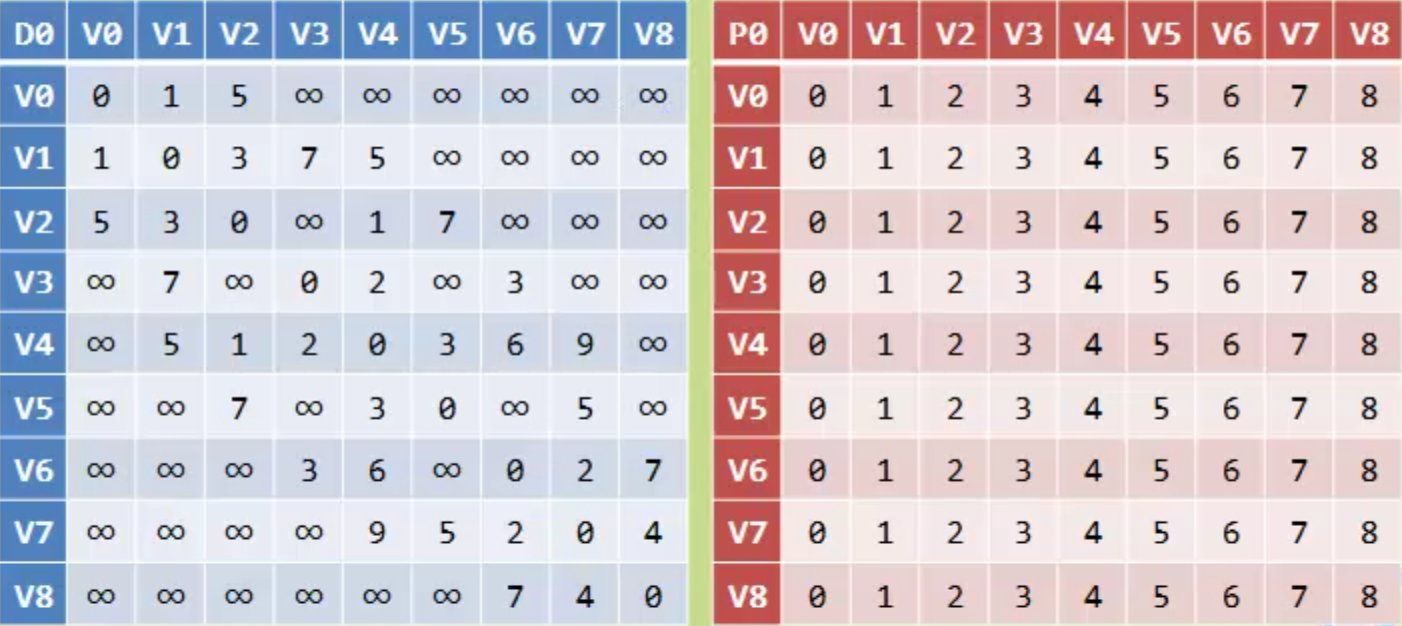 D0 V0 V1 V2 V3 V4 V5 V6 V7 V8 P0 V0 V1 V2 V3 V4 V5 V6 V7 V8
V0 0 1 5 ∞ ∞ ∞ ∞ ∞ ∞ V0 0 1 2 3 4 5 6 7 8
V1 1 0 3 7 5 ∞ ∞ ∞ ∞ V1 0 1 2 3 4 5 6 7 8
V2 5 3 0 ∞ 1 7 ∞ ∞ ∞ V2 0 1 2 3 4 5 6 7 8
V3 ∞ 7 ∞ 0 2 ∞ 3 ∞ ∞ V3 0 1 2 3 4 5 6 7 8
V4 ∞ 5 1 2 0 3 6 9 ∞ V4 0 1 2 3 4 5 6 7 8
V5 ∞ ∞ 7 ∞ 3 0 ∞ 5 ∞ V5 0 1 2 3 4 5 6 7 8
V6 ∞ ∞ ∞ 3 6 ∞ 0 2 7 V6 0 1 2 3 4 5 6 7 8
V7 ∞ ∞ ∞ ∞ 9 5 2 0 4 V7 0 1 2 3 4 5 6 7 8
V8 ∞ ∞ ∞ ∞ ∞ ∞ 7 4 0 V8 0 1 2 3 4 5 6 7 8